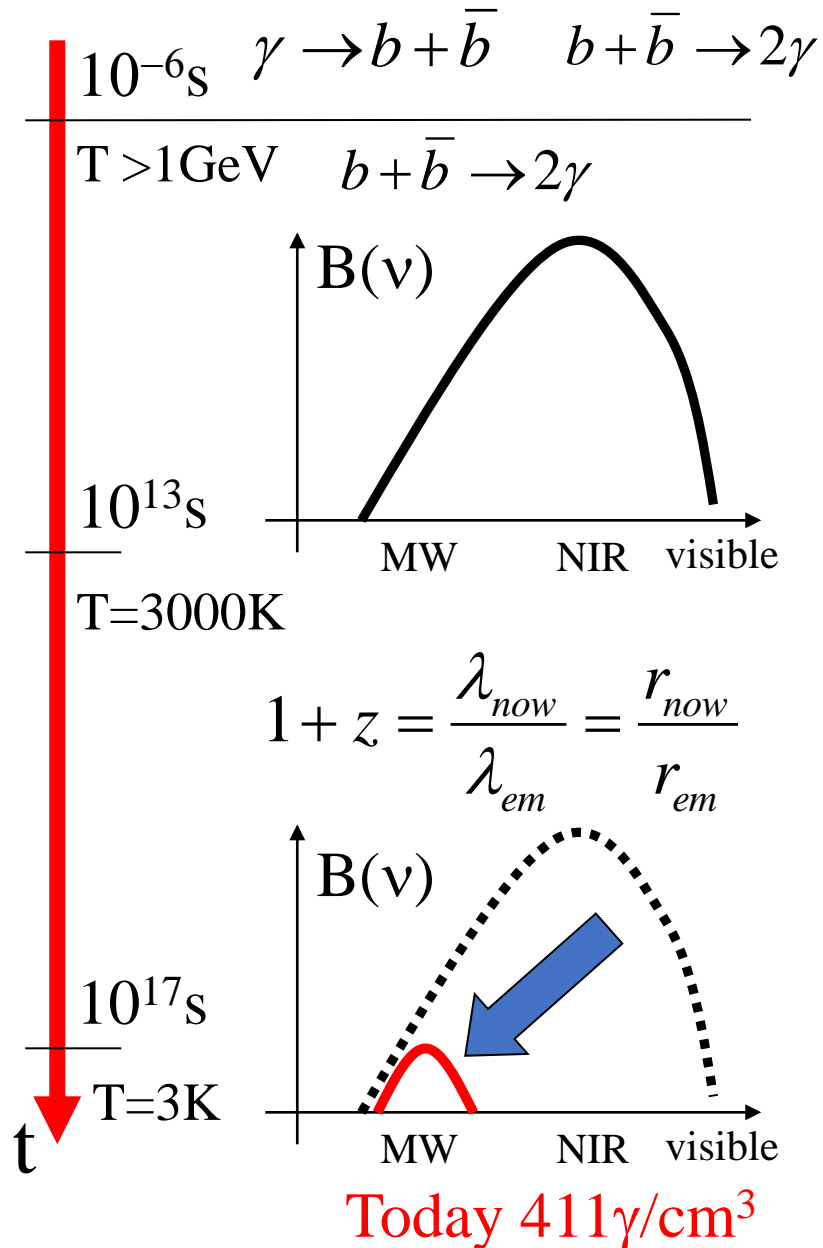 10⁻⁶s γ → b + b̅ b + b̅ → 2γ
T >1GeV b + b̅ → 2γ
B(ν)
10¹³s
MW NIR visible
T=3000K
1 + z = λ_now / λ_em = r_now / r_em
B(ν)
10¹⁷s
T=3K
t MW NIR visible
Today 411γ/cm³